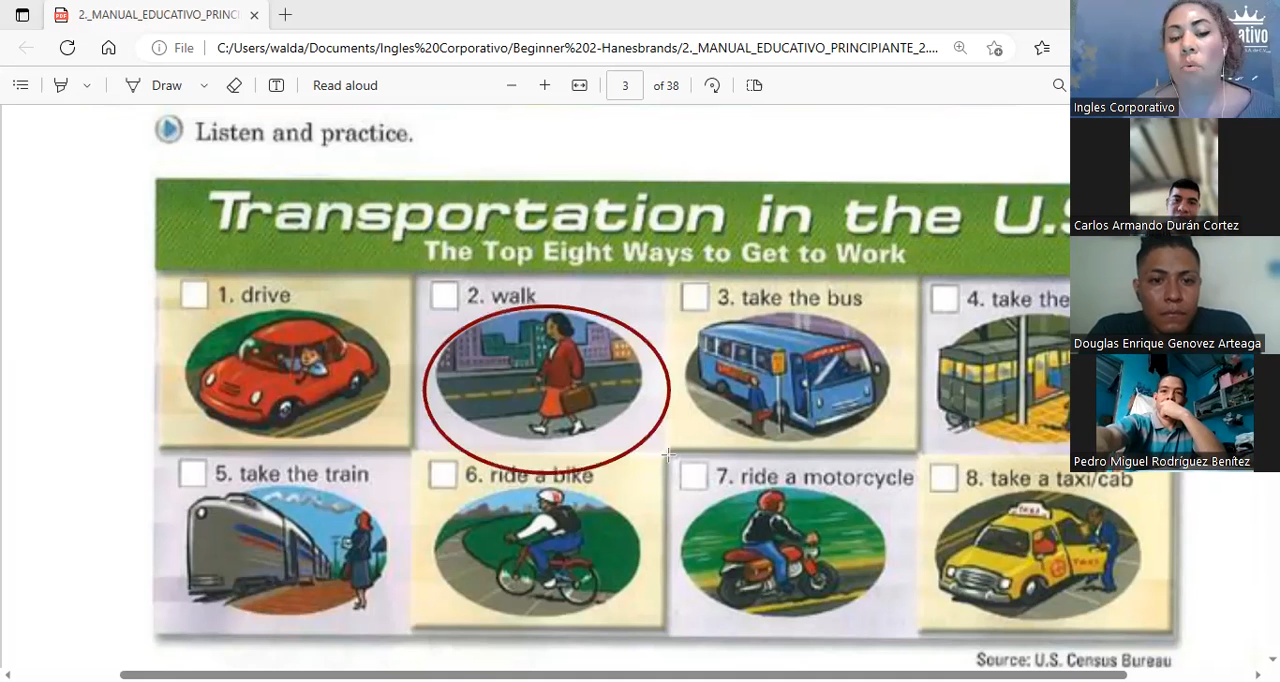 2._MANUAL_EDUCATIVO_PRINCI
File
C:/Users/walda/Documents/Ingles%20Corporativo/Beginner%202-Hanesbrands/2._MANUAL_EDUCATIVO_PRINCIPIANTE_2....
Draw
Read aloud
3 of 38
Listen and practice.
Transportation in the U.S
The Top Eight Ways to Get to Work
1. drive
2. walk
3. take the bus
4. take the
5. take the train
6. ride a bike
7. ride a motorcycle
8. take a taxi/cab
TAXI
Source: U.S. Census Bureau
ativo
Ingles Corporativo
Carlos Armando Durán Cortez
Douglas Enrique Genovez Arteaga
Pedro Miguel Rodríguez Benítez